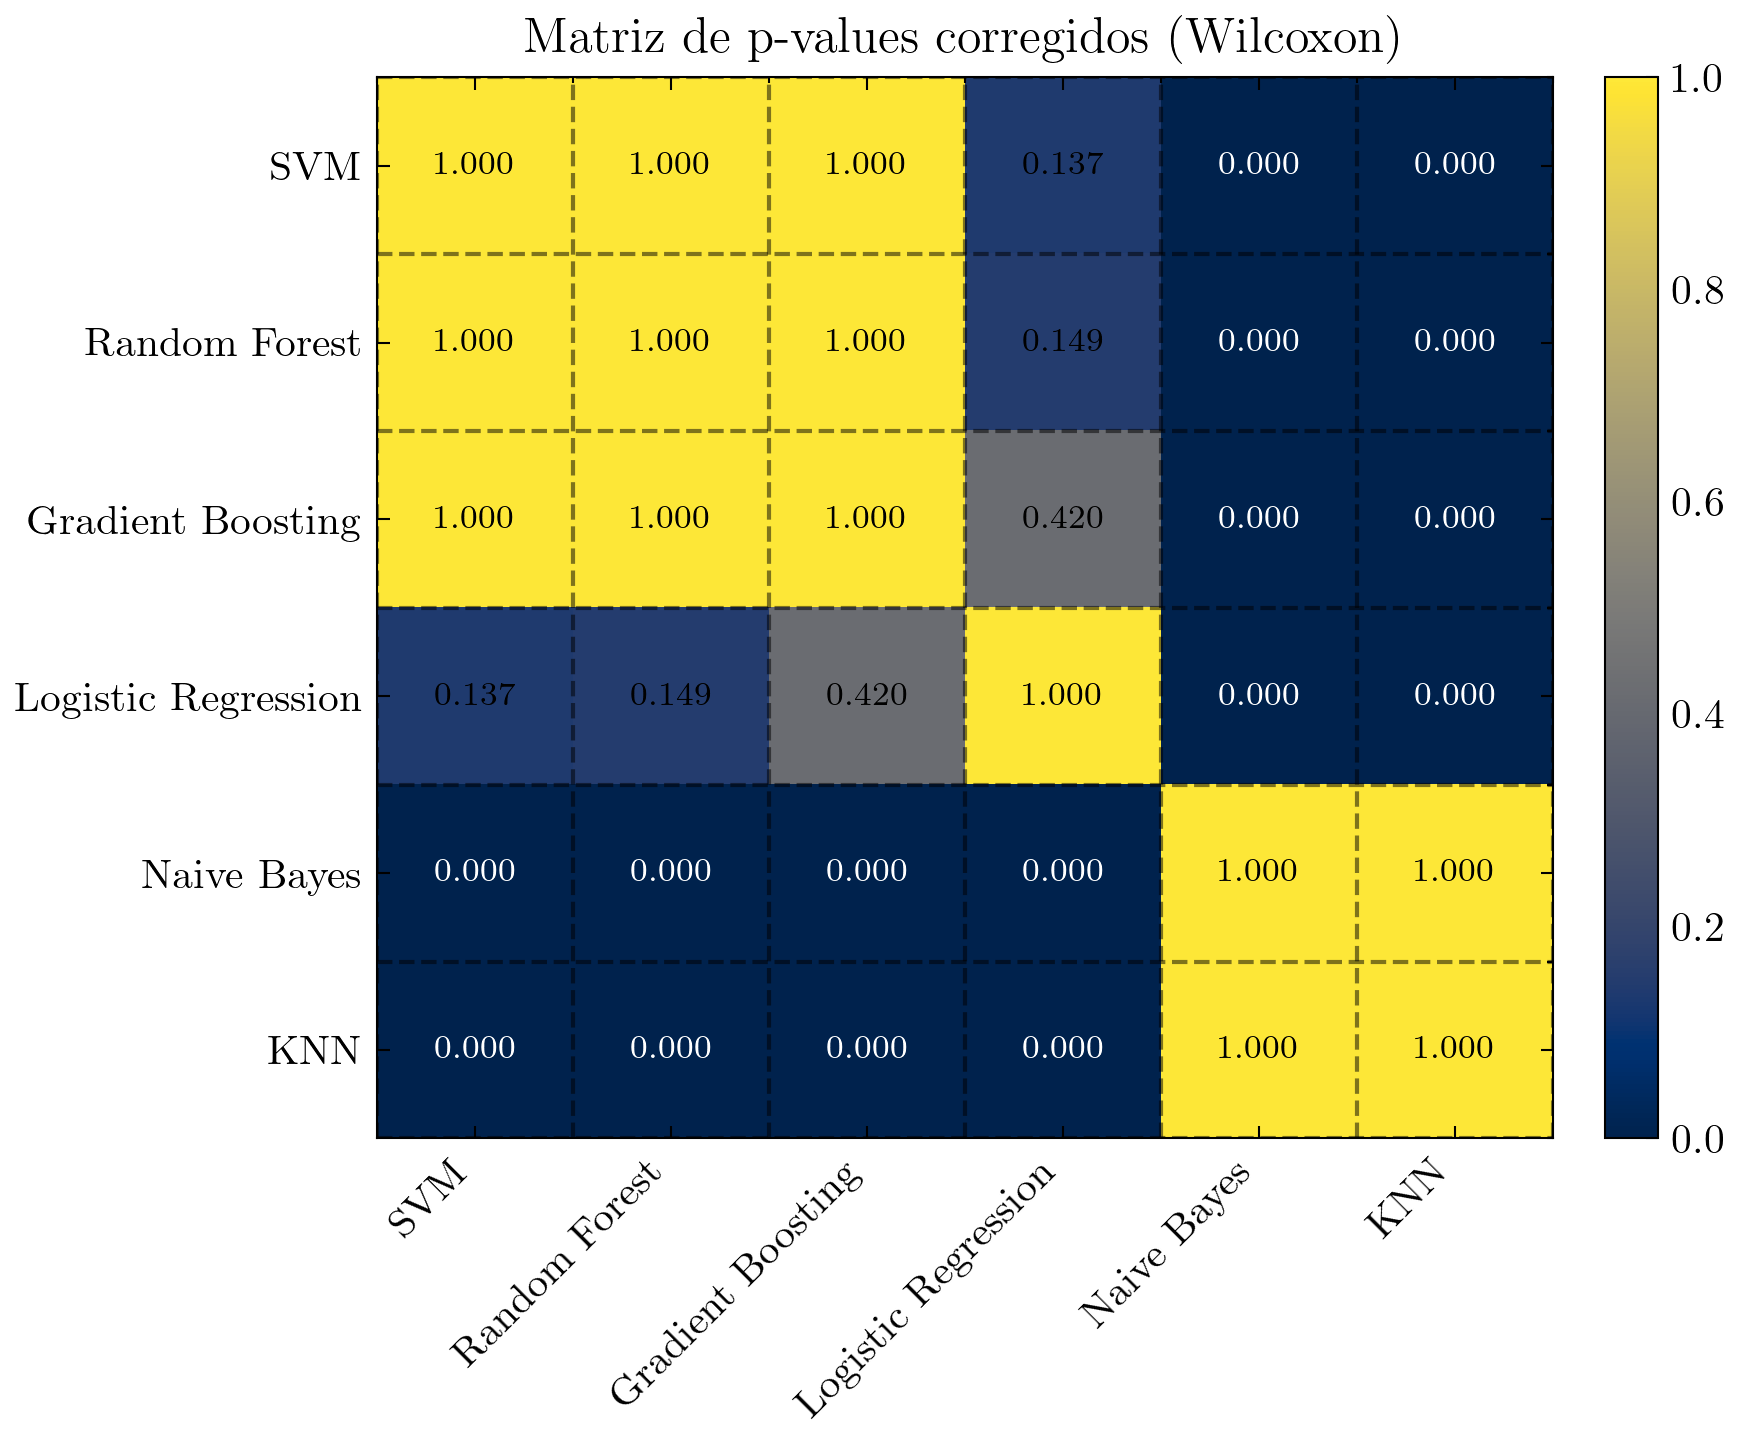 Matriz de p-values corregidos (Wilcoxon)
SVM 1.000 1.000 1.000 0.137 0.000 0.000
Random Forest 1.000 1.000 1.000 0.149 0.000 0.000
Gradient Boosting 1.000 1.000 1.000 0.420 0.000 0.000
Logistic Regression 0.137 0.149 0.420 1.000 0.000 0.000
Naive Bayes 0.000 0.000 0.000 0.000 1.000 1.000
KNN 0.000 0.000 0.000 0.000 1.000 1.000
SVM
Random Forest
Gradient Boosting
Logistic Regression
Naive Bayes
KNN
1.0
0.8
0.6
0.4
0.2
0.0